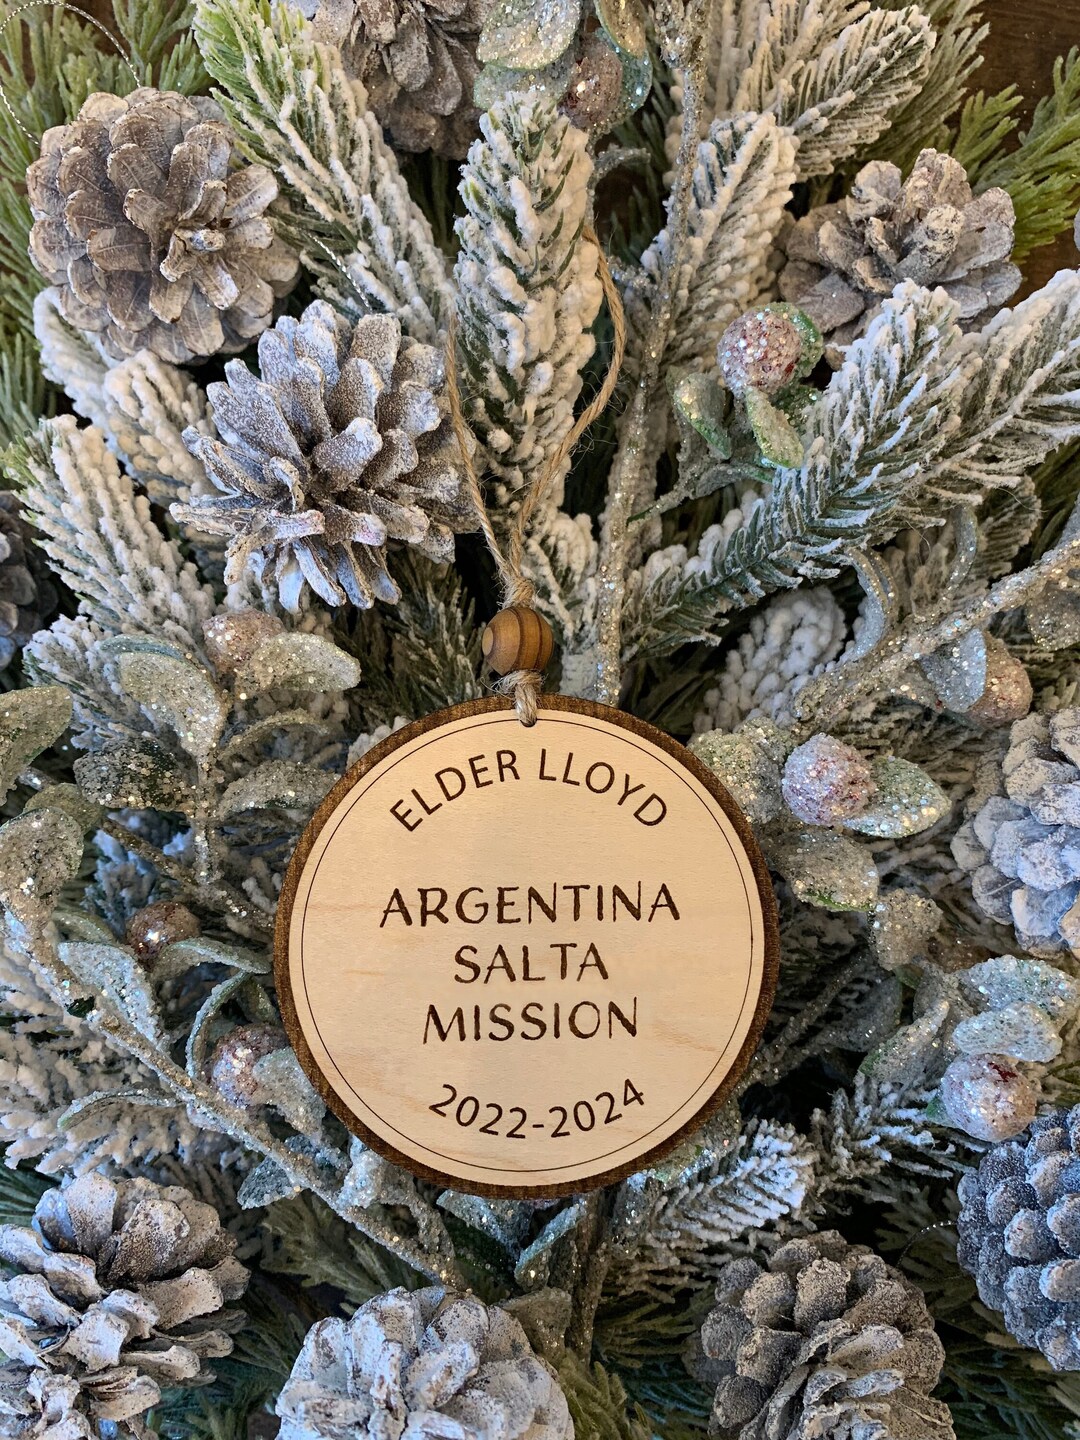 ELDER LLOYD
ARGENTINA
SALTA
MISSION
2022-2024